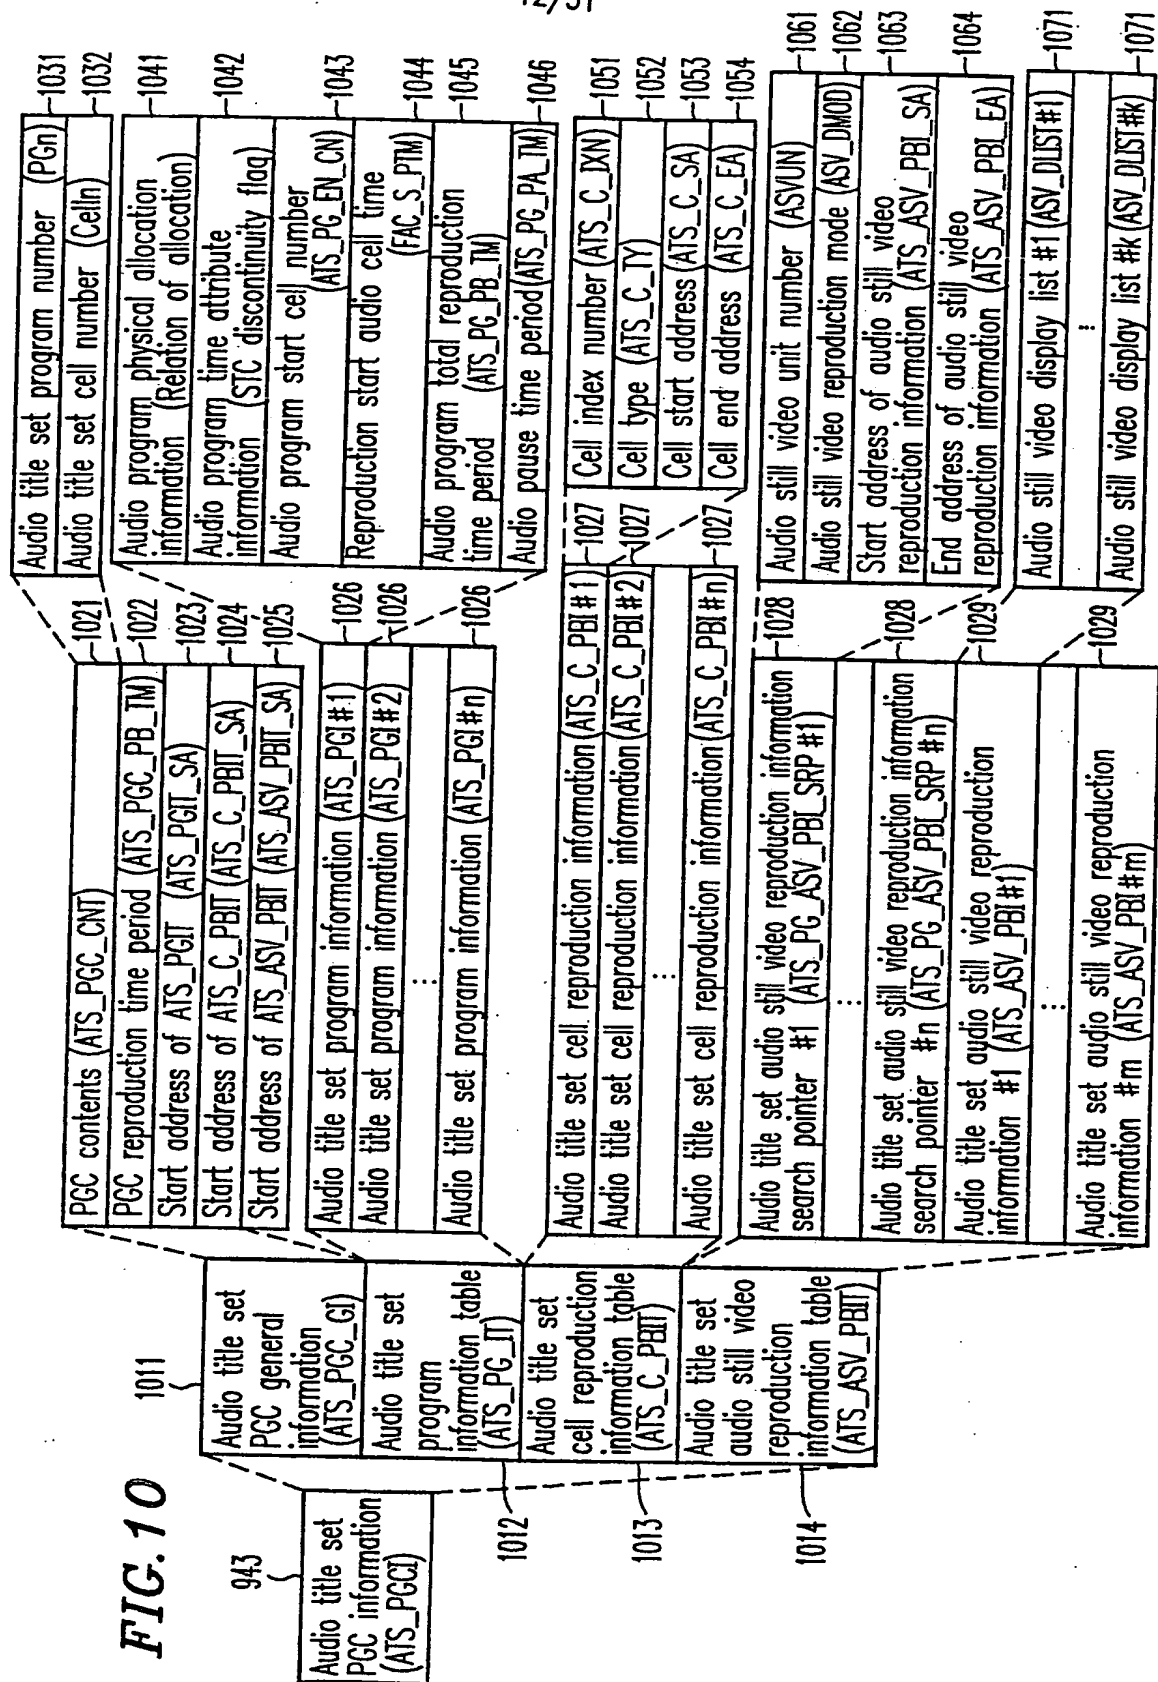 12/51
FIG. 10
943
Audio title set
PGC information
(ATS_PGCI)
1011
Audio title set
PGC general
information
(ATS_PGC_GI)
Audio title set
program
information table
(ATS_PG_IT)
1012
Audio title set
cell reproduction
information table
(ATS_C_PBIT)
1013
Audio title set
audio still video
reproduction
information table
(ATS_ASV_PBIT)
1014
PGC contents (ATS_PGC_CNT) 1021
PGC reproduction time period (ATS_PGC_PB_TM) 1022
Start address of ATS_PGIT (ATS_PGIT_SA) 1023
Start address of ATS_C_PBIT (ATS_C_PBIT_SA) 1024
Start address of ATS_ASV_PBIT (ATS_ASV_PBIT_SA) 1025
Audio title set program information (ATS_PGI#1) 1026
Audio title set program information (ATS_PGI#2) 1026
⋮
Audio title set program information (ATS_PGI#n) 1026
Audio title set cell. reproduction information (ATS_C_PBI#1) 1027
Audio title set cell reproduction information (ATS_C_PBI#2) 1027
⋮
Audio title set cell reproduction information (ATS_C_PBI#n) 1027
Audio title set audio still video reproduction information
search pointer #1 (ATS_PG_ASV_PBI_SRP#1) 1028
⋮
Audio title set audio still video reproduction information
search pointer #n (ATS_PG_ASV_PBI_SRP#n) 1028
Audio title set audio still video reproduction
information #1 (ATS_ASV_PBI#1) 1029
⋮
Audio title set audio still video reproduction
information #m (ATS_ASV_PBI#m) 1029
Audio title set program number (PGn) 1031
Audio title set cell number (Celln) 1032
Audio program physical allocation
information (Relation of allocation) 1041
Audio program time attribute
information (STC discontinuity flag) 1042
Audio program start cell number
(ATS_PG_EN_CN) 1043
Reproduction start audio cell time
(FAC_S_PTM) 1044
Audio program total reproduction
time period (ATS_PG_PB_TM) 1045
Audio pause time period (ATS_PG_PA_TM) 1046
Cell index number (ATS_C_IXN) 1051
Cell type (ATS_C_TY) 1052
Cell start address (ATS_C_SA) 1053
Cell end address (ATS_C_EA) 1054
Audio still video unit number (ASVUN) 1061
Audio still video reproduction mode (ASV_DMOD) 1062
Start address of audio still video
reproduction information (ATS_ASV_PBI_SA) 1063
End address of audio still video
reproduction information (ATS_ASV_PBI_EA) 1064
Audio still video display list #1 (ASV_DLIST#1) 1071
⋮
Audio still video display list #k (ASV_DLIST#k) 1071